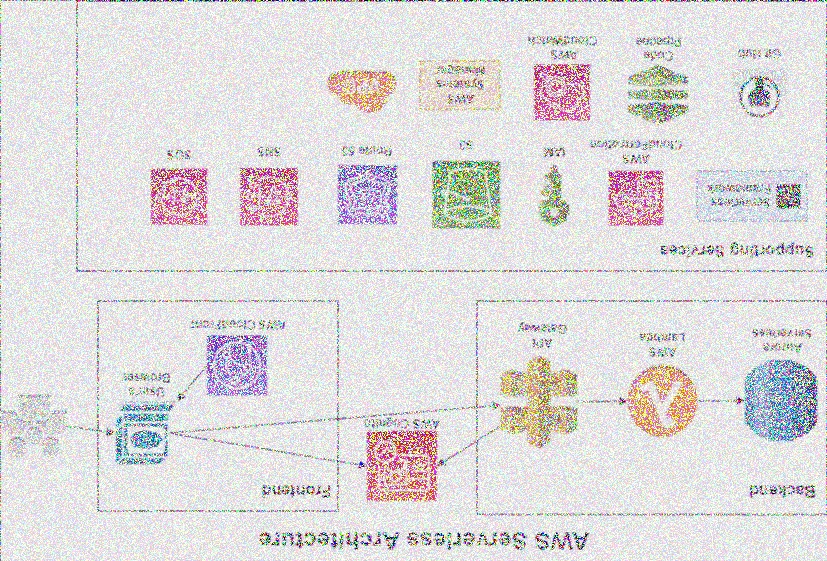 AWS Serverless Architecture
Backend
Frontend
AWS Cognito
User's
Browser
Aurora
Serverless
AWS
Lambda
API
Gateway
AWS CloudFront
Supporting Services
Serverless
Framework
AWS
CloudFormation
IAM
S3
Route 53
SNS
SQS
Git Hub
Code
Pipeline
AWS
CloudWatch
AWS
Systems
Manager